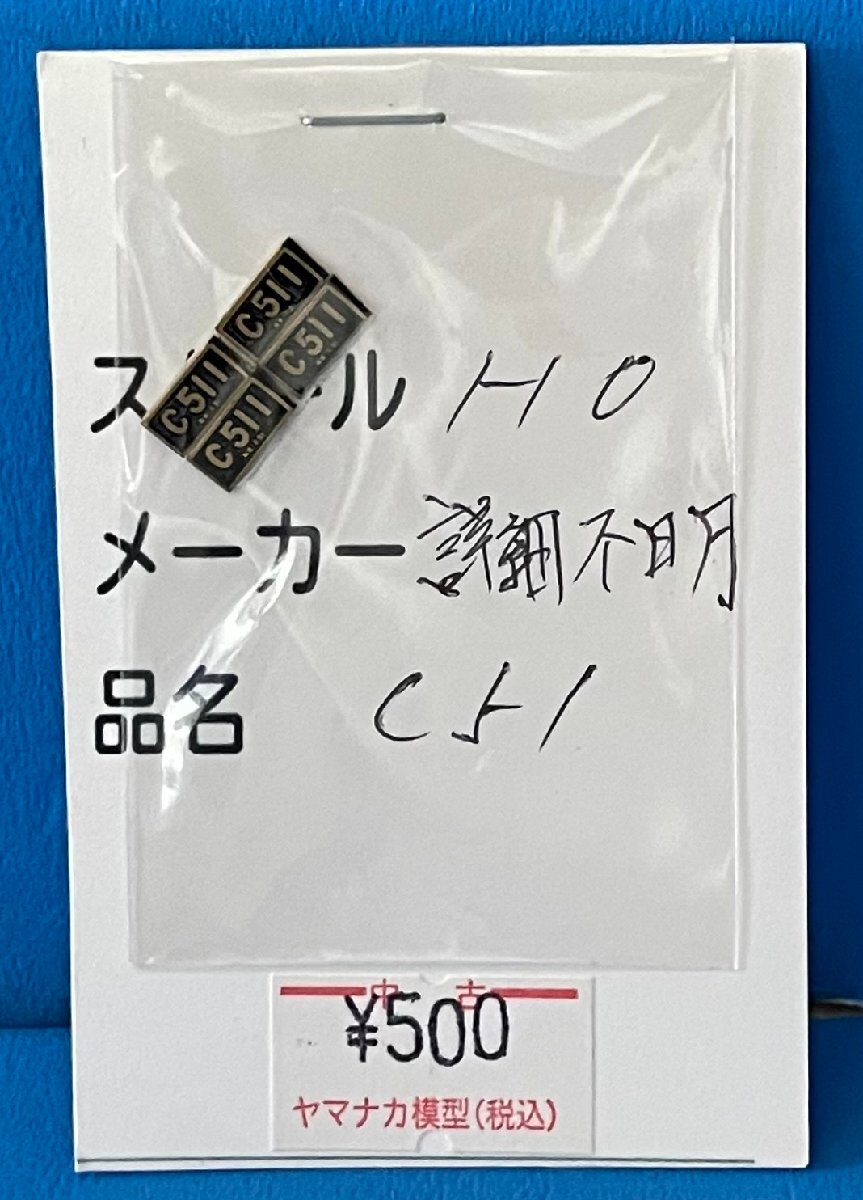 C511
C511
C511
C511
ス ール HO
メーカー 詳細不明
品名 C51
中古
¥500
ヤマナカ模型(税込)